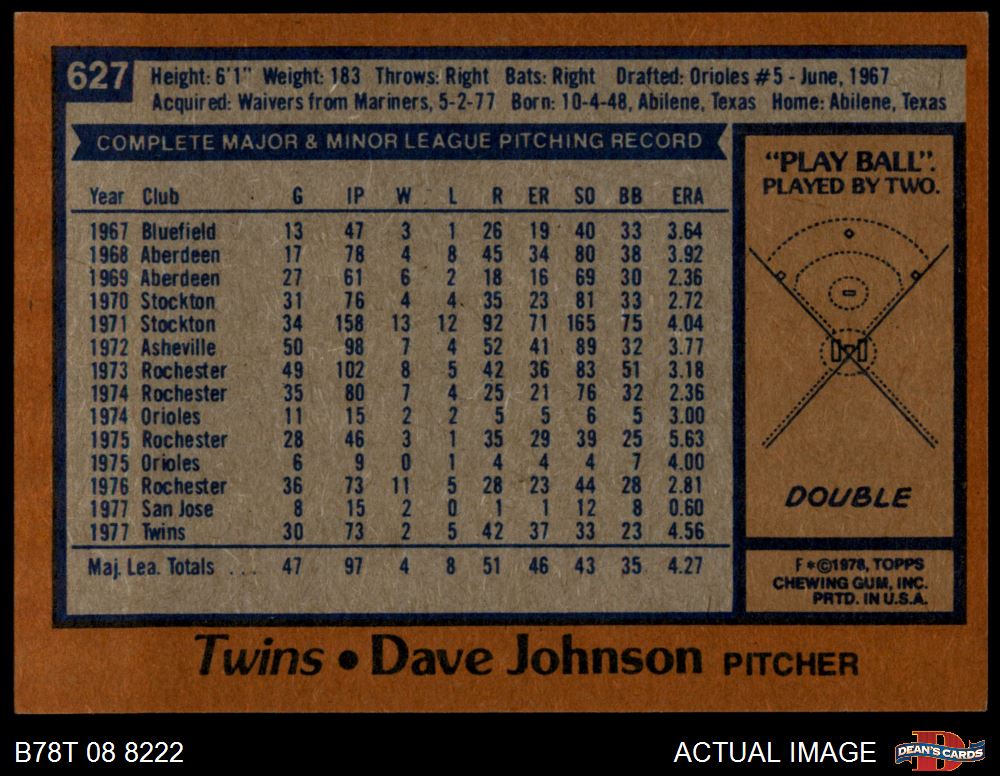 627
Height: 6'1" Weight: 183 Throws: Right Bats: Right Drafted: Orioles #5 - June, 1967
Acquired: Waivers from Mariners, 5-2-77 Born: 10-4-48, Abilene, Texas Home: Abilene, Texas
COMPLETE MAJOR & MINOR LEAGUE PITCHING RECORD
Year Club G IP W L R ER SO BB ERA
1967 Bluefield 13 47 3 1 26 19 40 33 3.64
1968 Aberdeen 17 78 4 8 45 34 80 38 3.92
1969 Aberdeen 27 61 6 2 18 16 69 30 2.36
1970 Stockton 31 76 4 4 35 23 81 33 2.72
1971 Stockton 34 158 13 12 92 71 165 75 4.04
1972 Asheville 50 98 7 4 52 41 89 32 3.77
1973 Rochester 49 102 8 5 42 36 83 51 3.18
1974 Rochester 35 80 7 4 25 21 76 32 2.36
1974 Orioles 11 15 2 2 5 5 6 5 3.00
1975 Rochester 28 46 3 1 35 29 39 25 5.63
1975 Orioles 6 9 0 1 4 4 4 7 4.00
1976 Rochester 36 73 11 5 28 23 44 28 2.81
1977 San Jose 8 15 2 0 1 1 12 8 0.60
1977 Twins 30 73 2 5 42 37 33 23 4.56
Maj. Lea. Totals . . . 47 97 4 8 51 46 43 35 4.27
"PLAY BALL".
PLAYED BY TWO.
DOUBLE
F * ©1978, TOPPS
CHEWING GUM, INC.
PRTD. IN U.S.A.
Twins • Dave Johnson PITCHER
B78T 08 8222
ACTUAL IMAGE
D
DEAN'S CARDS